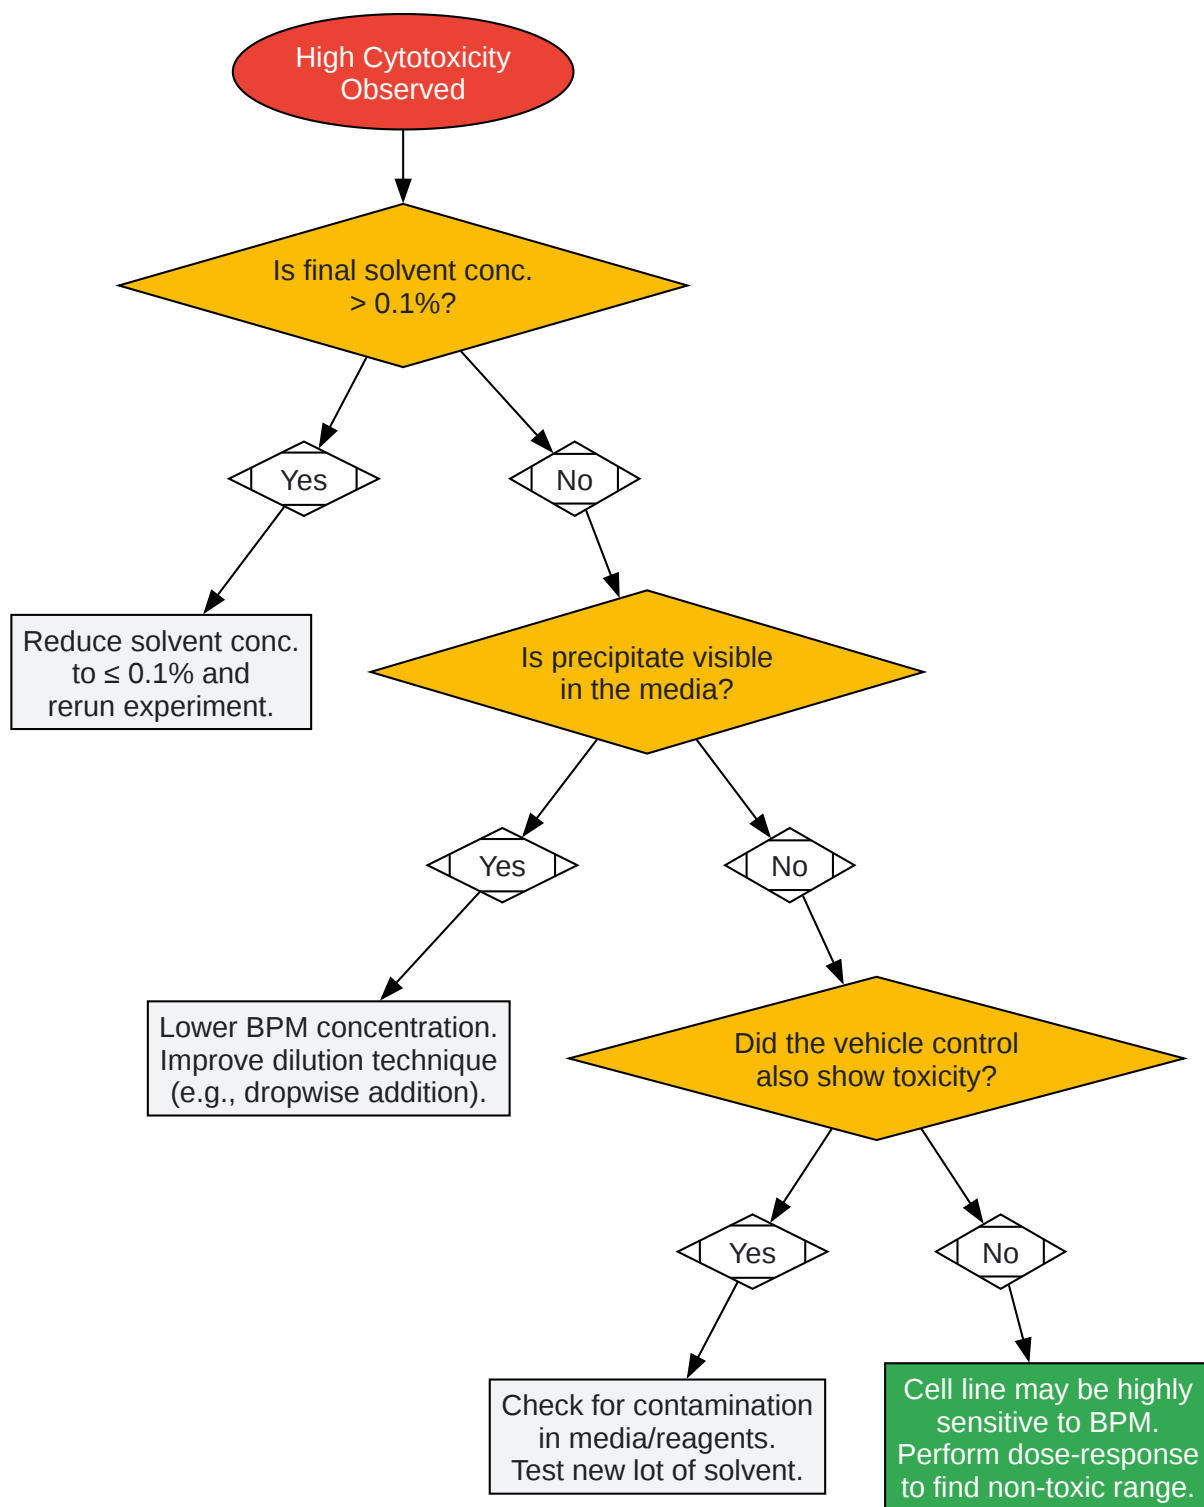 High Cytotoxicity
Observed
Is final solvent conc.
> 0.1%?
Yes
No
Reduce solvent conc.
to ≤ 0.1% and
rerun experiment.
Is precipitate visible
in the media?
Yes
No
Lower BPM concentration.
Improve dilution technique
(e.g., dropwise addition).
Did the vehicle control
also show toxicity?
Yes
No
Check for contamination
in media/reagents.
Test new lot of solvent.
Cell line may be highly
sensitive to BPM.
Perform dose-response
to find non-toxic range.